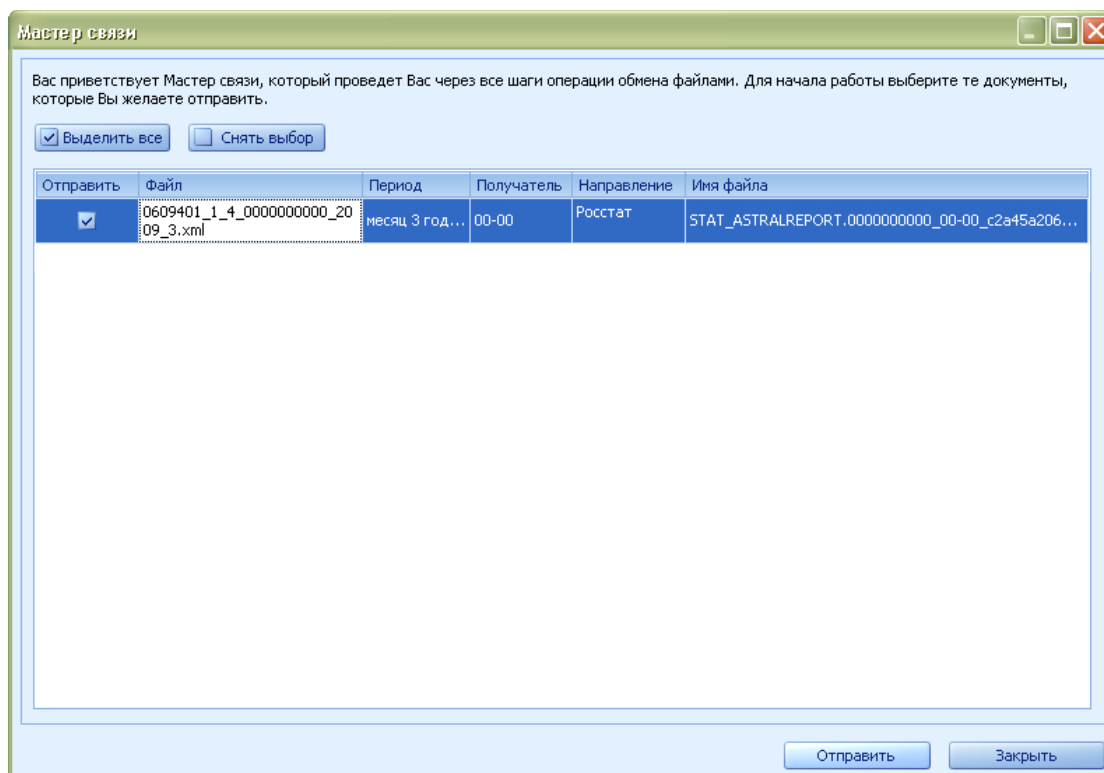 Мастер связи
Вас приветствует Мастер связи, который проведет Вас через все шаги операции обмена файлами. Для начала работы выберите те документы,
которые Вы желаете отправить.
Выделить все Снять выбор
Отправить Файл Период Получатель Направление Имя файла
0609401_1_4_0000000000_20
09_3.xml
месяц 3 год... 00-00 Росстат STAT_ASTRALREPORT.0000000000_00-00_c2a45a206...
Отправить Закрыть